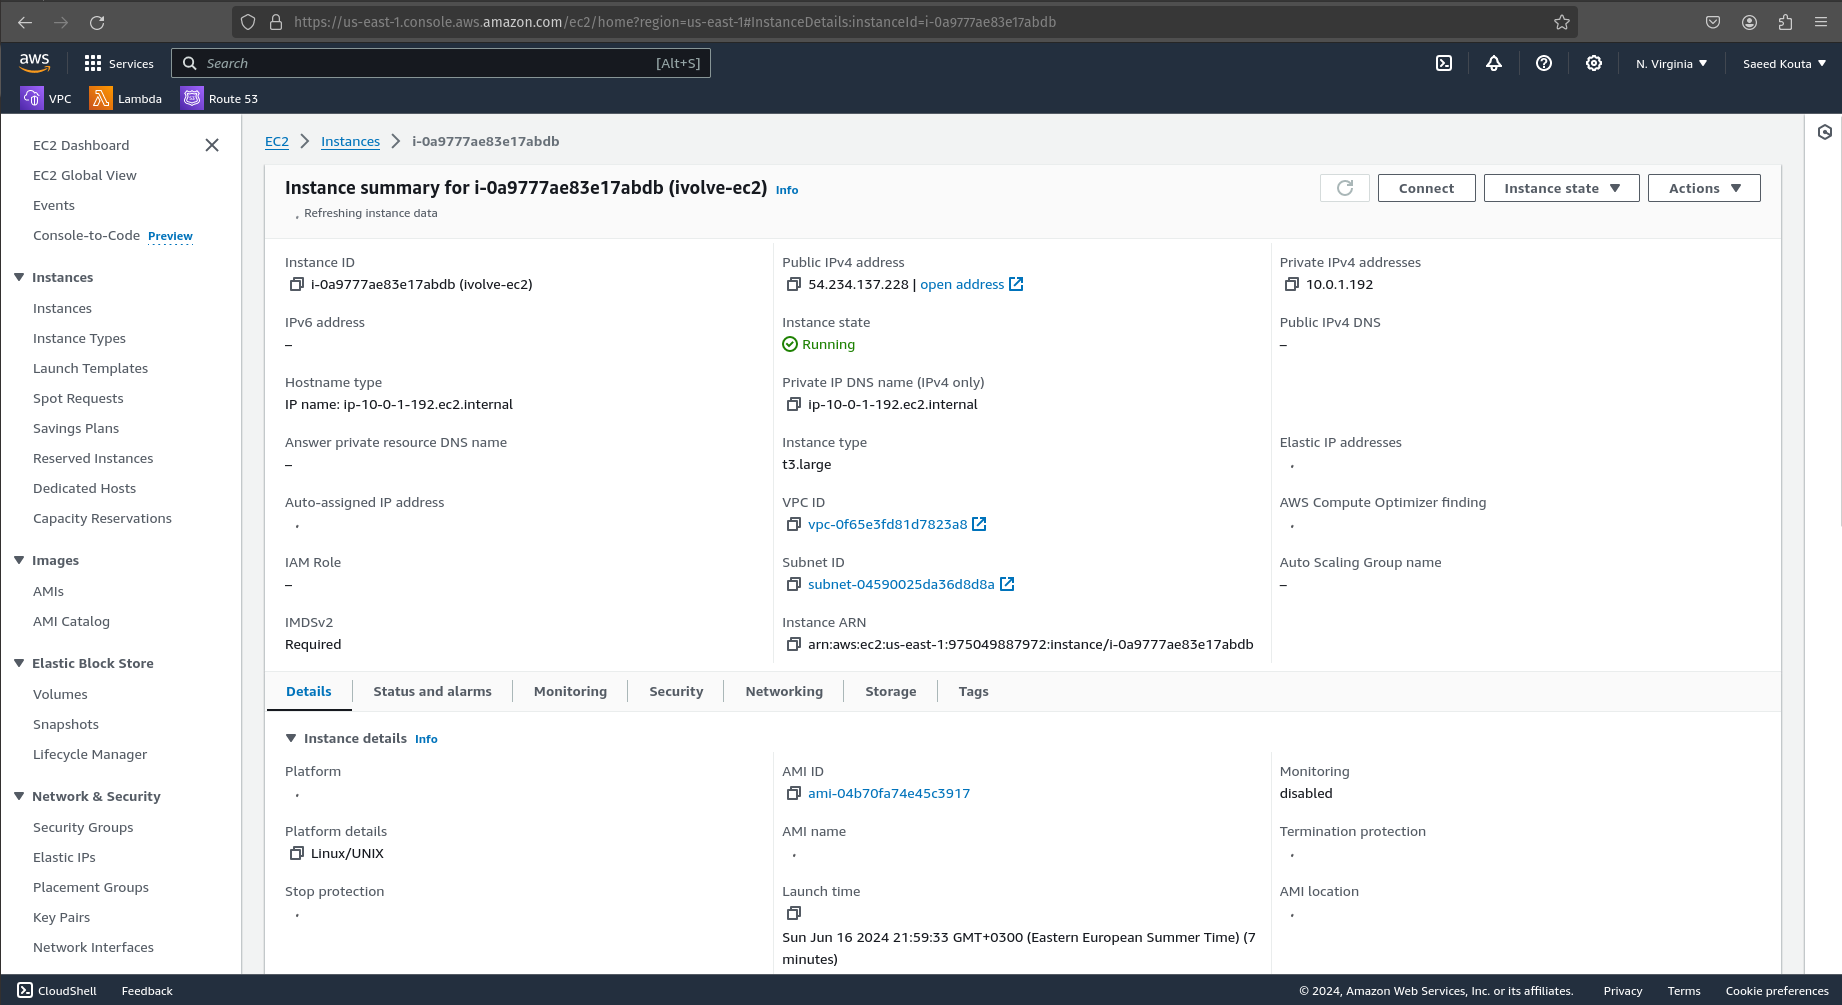 https://us-east-1.console.aws.amazon.com/ec2/home?region=us-east-1#InstanceDetails:instanceId=i-0a9777ae83e17abdb
aws
Services
Search
[Alt+S]
N. Virginia
Saeed Kouta
VPC
Lambda
Route 53
EC2 Dashboard
EC2 Global View
Events
Console-to-Code Preview
Instances
Instances
Instance Types
Launch Templates
Spot Requests
Savings Plans
Reserved Instances
Dedicated Hosts
Capacity Reservations
Images
AMIs
AMI Catalog
Elastic Block Store
Volumes
Snapshots
Lifecycle Manager
Network & Security
Security Groups
Elastic IPs
Placement Groups
Key Pairs
Network Interfaces
EC2
Instances
i-0a9777ae83e17abdb
Instance summary for i-0a9777ae83e17abdb (ivolve-ec2) Info
Refreshing instance data
Connect
Instance state
Actions
Instance ID
i-0a9777ae83e17abdb (ivolve-ec2)
Public IPv4 address
54.234.137.228 | open address
Private IPv4 addresses
10.0.1.192
IPv6 address
–
Instance state
Running
Public IPv4 DNS
–
Hostname type
IP name: ip-10-0-1-192.ec2.internal
Private IP DNS name (IPv4 only)
ip-10-0-1-192.ec2.internal
Answer private resource DNS name
–
Instance type
t3.large
Elastic IP addresses
Auto-assigned IP address
VPC ID
vpc-0f65e3fd81d7823a8
AWS Compute Optimizer finding
IAM Role
–
Subnet ID
subnet-04590025da36d8d8a
Auto Scaling Group name
–
IMDSv2
Required
Instance ARN
arn:aws:ec2:us-east-1:975049887972:instance/i-0a9777ae83e17abdb
Details
Status and alarms
Monitoring
Security
Networking
Storage
Tags
Instance details Info
Platform
AMI ID
ami-04b70fa74e45c3917
Monitoring
disabled
Platform details
Linux/UNIX
AMI name
Termination protection
Stop protection
Launch time
Sun Jun 16 2024 21:59:33 GMT+0300 (Eastern European Summer Time) (7
minutes)
AMI location
CloudShell
Feedback
© 2024, Amazon Web Services, Inc. or its affiliates.
Privacy
Terms
Cookie preferences